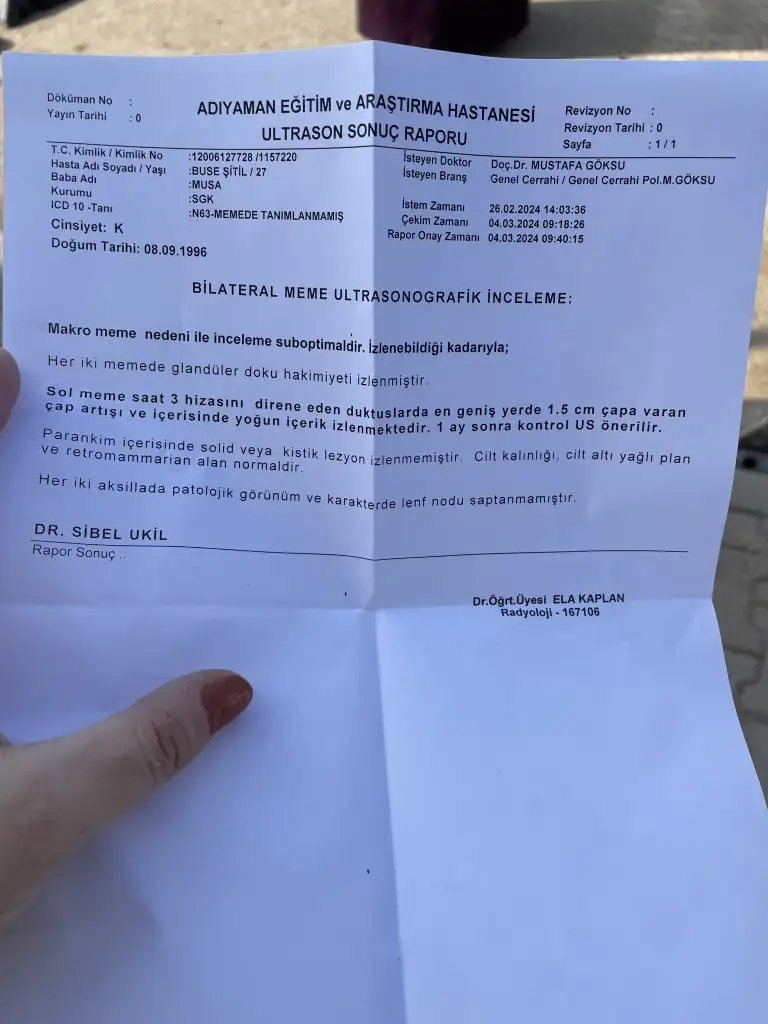 Döküman No :
Yayın Tarihi : 0
ADIYAMAN EĞİTİM ve ARAŞTIRMA HASTANESİ
ULTRASON SONUÇ RAPORU
Revizyon No :
Revizyon Tarihi : 0
Sayfa : 1 / 1
T.C. Kimlik / Kimlik No :12006127728 /1157220
Hasta Adı Soyadı / Yaşı :BUSE ŞİTİL / 27
Baba Adı :MUSA
Kurumu :SGK
ICD 10 -Tanı :N63-MEMEDE TANIMLANMAMIŞ
Cinsiyet: K
Doğum Tarihi: 08.09.1996
İsteyen Doktor Doç.Dr. MUSTAFA GÖKSU
İsteyen Branş Genel Cerrahi / Genel Cerrahi Pol.M.GÖKSU
İstem Zamanı 26.02.2024 14:03:36
Çekim Zamanı 04.03.2024 09:18:26
Rapor Onay Zamanı 04.03.2024 09:40:15
BİLATERAL MEME ULTRASONOGRAFİK İNCELEME:
Makro meme nedeni ile inceleme suboptimaldir. İzlenebildiği kadarıyla;
Her iki memede glandüler doku hakimiyeti izlenmiştir.
Sol meme saat 3 hizasını direne eden duktuslarda en geniş yerde 1.5 cm çapa varan
çap artışı ve içerisinde yoğun içerik izlenmektedir. 1 ay sonra kontrol US önerilir.
Parankim içerisinde solid veya kistik lezyon izlenmemiştir. Cilt kalınlığı, cilt altı yağlı plan
ve retromammarian alan normaldir.
Her iki aksillada patolojik görünüm ve karakterde lenf nodu saptanmamıştır.
DR. SİBEL UKİL
Rapor Sonuç ..
Dr.Öğrt.Üyesi ELA KAPLAN
Radyoloji - 167106